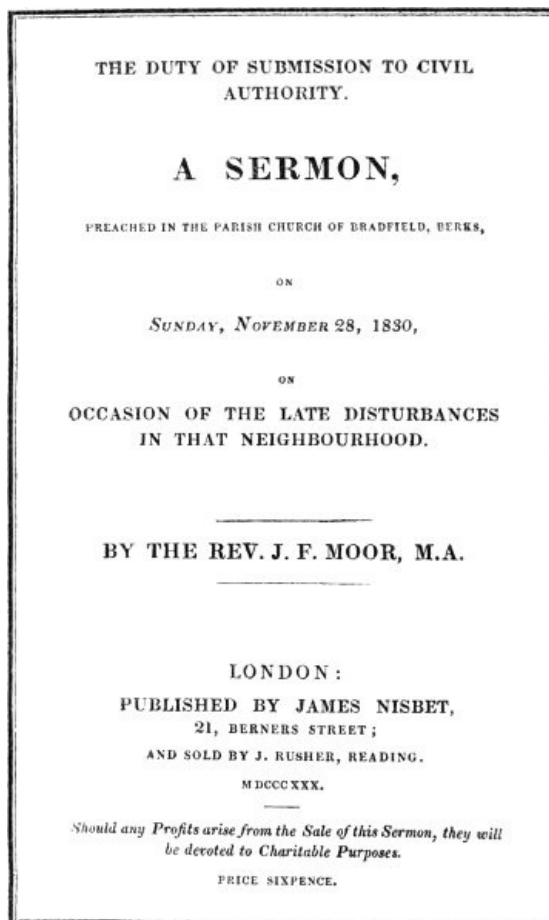 THE DUTY OF SUBMISSION TO CIVIL
AUTHORITY.
A SERMON,
PREACHED IN THE PARISH CHURCH OF BRADFIELD, BERKS,
ON
SUNDAY, NOVEMBER 28, 1830,
ON
OCCASION OF THE LATE DISTURBANCES
IN THAT NEIGHBOURHOOD.
BY THE REV. J. F. MOOR, M.A.
LONDON:
PUBLISHED BY JAMES NISBET,
21, BERNERS STREET;
AND SOLD BY J. RUSHER, READING.
MDCCCXXX.
Should any Profits arise from the Sale of this Sermon, they will
be devoted to Charitable Purposes.
PRICE SIXPENCE.